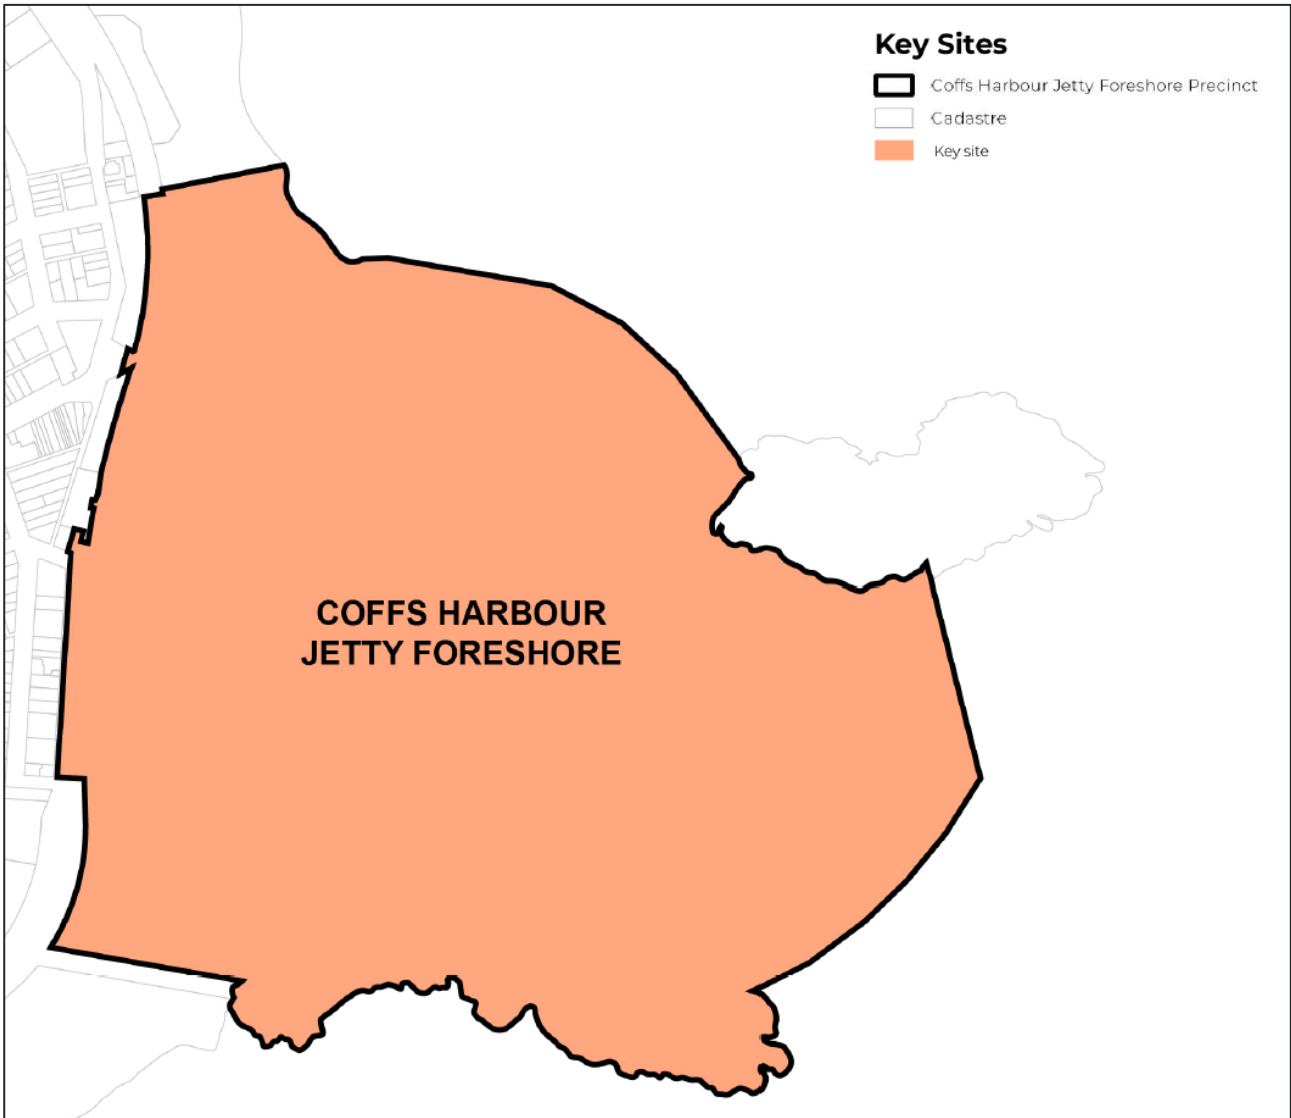 Key Sites
Coffs Harbour Jetty Foreshore Precinct
Cadastre
Key site
COFFS HARBOUR
JETTY FORESHORE